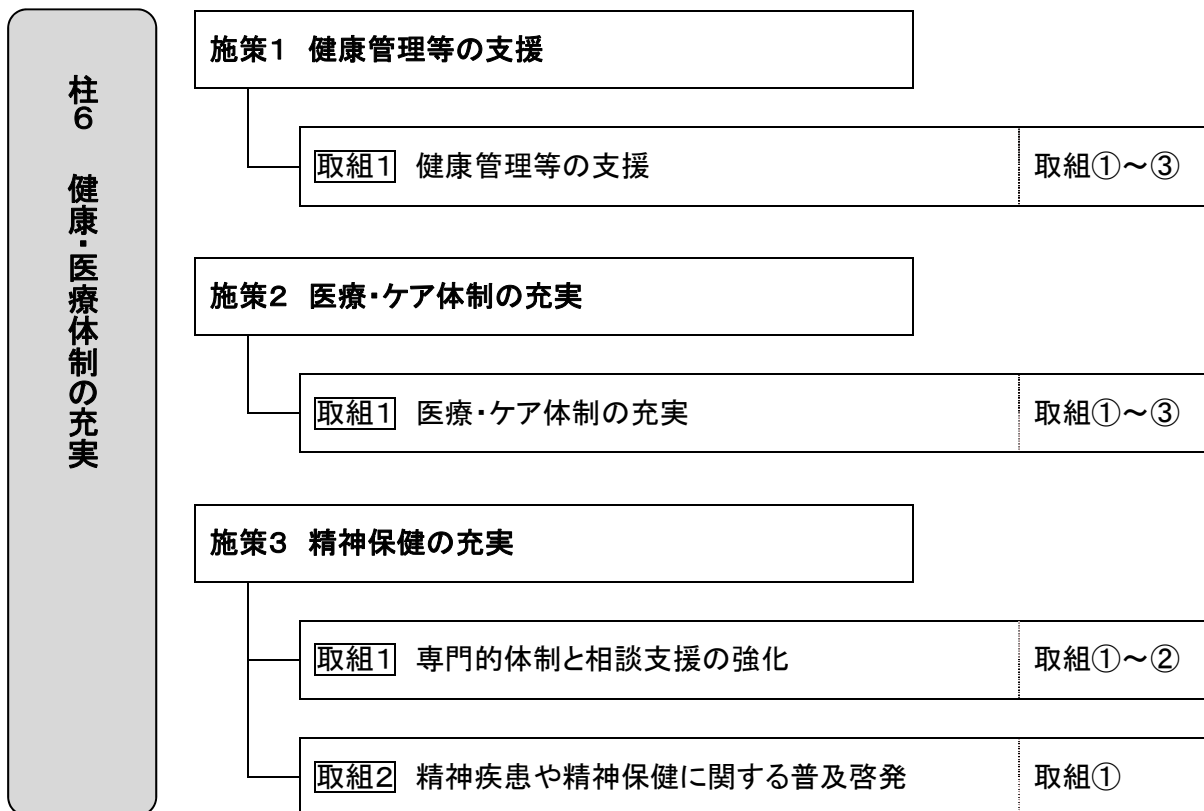 柱６　健康・医療体制の充実
施策１　健康管理等の支援
取組１　健康管理等の支援　取組①～③
施策２　医療・ケア体制の充実
取組１　医療・ケア体制の充実　取組①～③
施策３　精神保健の充実
取組１　専門的体制と相談支援の強化　取組①～②
取組２　精神疾患や精神保健に関する普及啓発　取組①